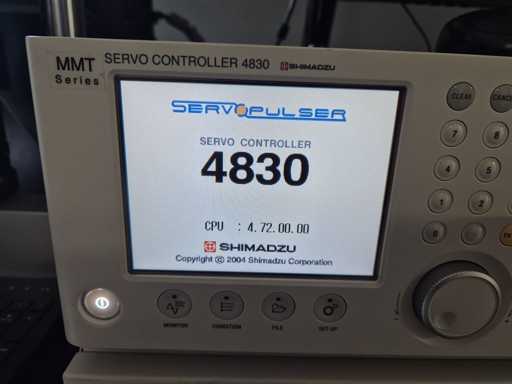 MMT
Series
SERVO CONTROLLER 4830 SHIMADZU
SERVOPULSER
SERVO CONTROLLER
4830
CPU : 4.72.00.00
SHIMADZU
Copyright © 2004 Shimadzu Corporation
CLEAR
7
8
4
5
1
2
0
MONITOR
CONDITION
FILE
SET-UP